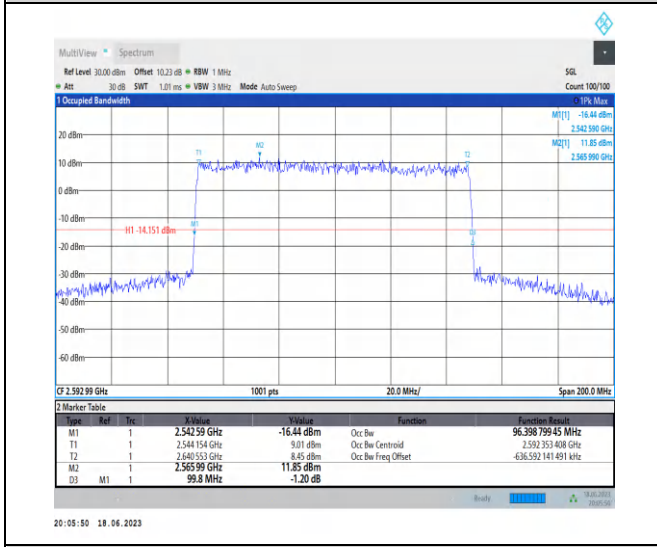 MultiView Spectrum
Ref Level 30.00 dBm Offset 10.23 dB RBW 1 MHz SGL
Att 30 dB SWT 1.01 ms VBW 3 MHz Mode Auto Sweep Count 100/100
1 Occupied Bandwidth 1Pk Max
M1[1] -16.44 dBm
2.542 590 GHz
M2[1] 11.85 dBm
2.565 990 GHz
20 dBm
T1 M2 T2
10 dBm
0 dBm
-10 dBm
M1
H1 -14.151 dBm
D3
-20 dBm
-30 dBm
-40 dBm
-50 dBm
-60 dBm
CF 2.592 99 GHz 1001 pts 20.0 MHz/ Span 200.0 MHz
2 Marker Table
Type Ref Trc X-Value Y-Value Function Function Result
M1 1 2.542 59 GHz -16.44 dBm Occ Bw 96.398 799 45 MHz
T1 1 2.544 154 GHz 9.01 dBm Occ Bw Centroid 2.592 353 408 GHz
T2 1 2.640 553 GHz 8.45 dBm Occ Bw Freq Offset -636.592 141 491 kHz
M2 1 2.565 99 GHz 11.85 dBm
D3 M1 1 99.8 MHz -1.20 dB
Ready 18.06.2023
20:05:50
20:05:50 18.06.2023